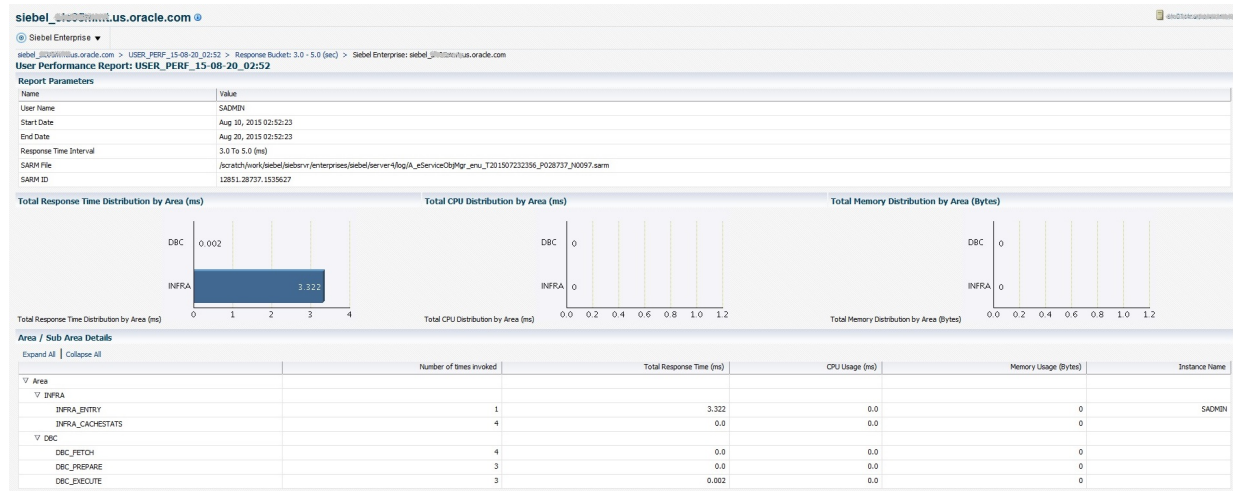 siebel_ .us.oracle.com
Siebel Enterprise
siebel_ us.oracle.com > USER_PERF_15-08-20_02:52 > Response Bucket: 3.0 - 5.0 (sec) > Siebel Enterprise: siebel_ us.oracle.com
User Performance Report: USER_PERF_15-08-20_02:52
Report Parameters
Name Value
User Name SADMIN
Start Date Aug 10, 2015 02:52:23
End Date Aug 20, 2015 02:52:23
Response Time Interval 3.0 To 5.0 (ms)
SARM File /scratch/work/siebel/siebsrvr/enterprises/siebel/server4/log/A_eServiceObjMgr_enu_T201507232356_P028737_N0097.sarm
SARM ID 12851.28737.1535627
Total Response Time Distribution by Area (ms) Total CPU Distribution by Area (ms) Total Memory Distribution by Area (Bytes)
DBC 0.002 DBC 0 DBC 0
INFRA 3.322 INFRA 0 INFRA 0
0 1 2 3 4 0.0 0.2 0.4 0.6 0.8 1.0 1.2 0.0 0.2 0.4 0.6 0.8 1.0 1.2
Total Response Time Distribution by Area (ms) Total CPU Distribution by Area (ms) Total Memory Distribution by Area (Bytes)
Area / Sub Area Details
Expand All | Collapse All
Number of times invoked Total Response Time (ms) CPU Usage (ms) Memory Usage (Bytes) Instance Name
Area
INFRA
INFRA_ENTRY 1 3.322 0.0 0 SADMIN
INFRA_CACHESTATS 4 0.0 0.0 0
DBC
DBC_FETCH 4 0.0 0.0 0
DBC_PREPARE 3 0.0 0.0 0
DBC_EXECUTE 3 0.002 0.0 0